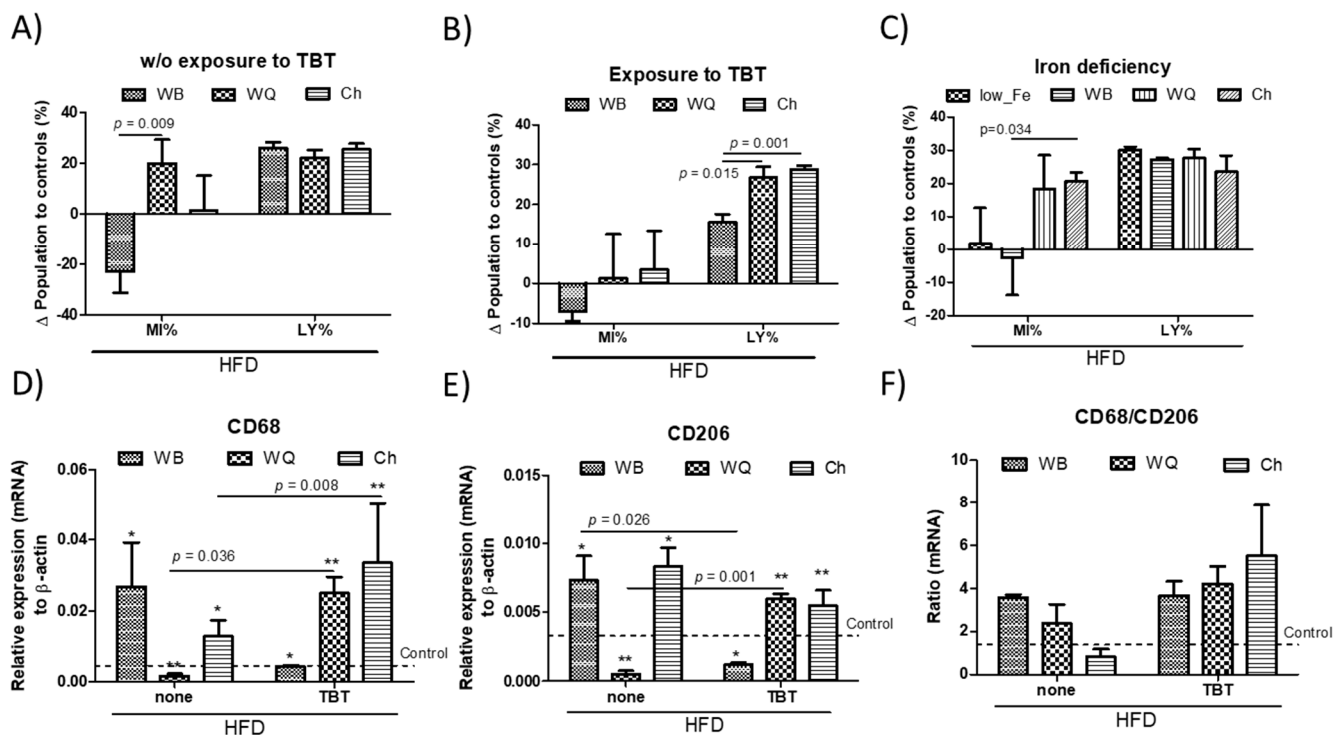 A)
w/o exposure to TBT
WB WQ Ch
Δ Population to controls (%)
40
20
0
-20
-40
p = 0.009
MI% LY%
HFD
B)
Exposure to TBT
WB WQ Ch
Δ Population to controls (%)
40
30
20
10
0
-10
p = 0.001
p = 0.015
MI% LY%
HFD
C)
Iron deficiency
low_Fe WB WQ Ch
Δ Population to controls (%)
40
30
20
10
0
-10
-20
p=0.034
MI% LY%
HFD
D)
CD68
WB WQ Ch
Relative expression (mRNA)
to β-actin
0.06
0.04
0.02
0.00
p = 0.008
p = 0.036
* ** * * ** **
Control
none TBT
HFD
E)
CD206
WB WQ Ch
Relative expression (mRNA)
to β-actin
0.015
0.010
0.005
0.000
p = 0.026
p = 0.001
* ** * * ** **
Control
none TBT
HFD
F)
CD68/CD206
WB WQ Ch
Ratio (mRNA)
10
8
6
4
2
0
Control
none TBT
HFD